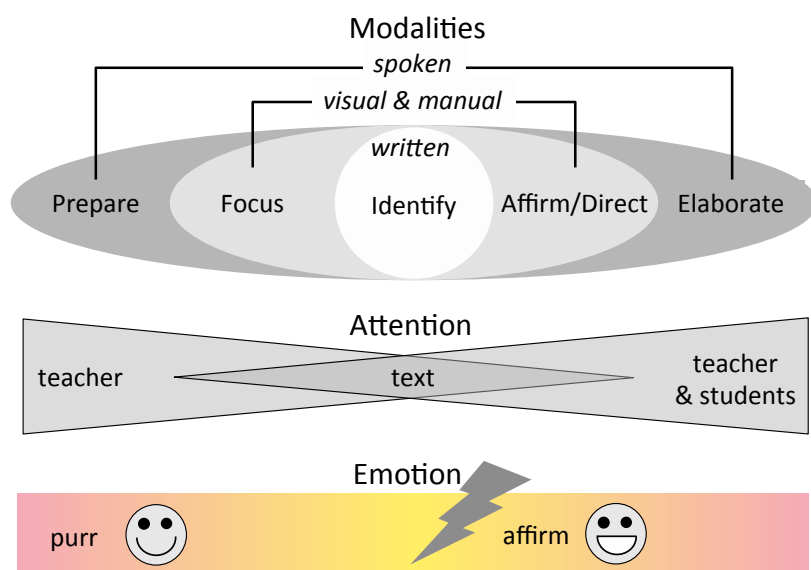 Modalities
spoken
visual & manual
written
Prepare Focus Identify Affirm/Direct Elaborate
Attention
teacher text teacher
& students
Emotion
purr affirm